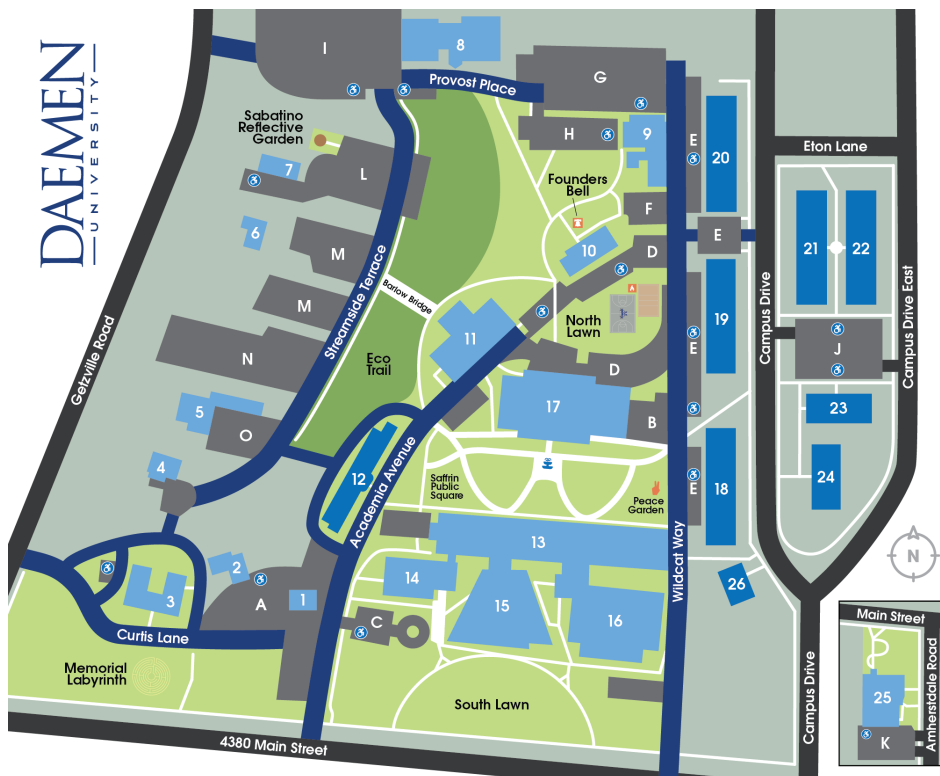 DAEMEN
UNIVERSITY
I
8
Provost Place
G
H
9
E
20
Eton Lane
Sabatino
Reflective
Garden
7
L
6
M
M
N
5
O
4
Founders
Bell
F
10
D
E
21
22
Streamside Terrace
Barlow Bridge
Getzville Road
Eco
Trail
11
North
Lawn
D
E
19
Campus Drive
Campus Drive East
J
17
B
23
24
12
Academia Avenue
Saffrin
Public
Square
Peace
Garden
E
18
13
14
15
16
Wildcat Way
26
N
2
3
A
1
C
Curtis Lane
Memorial
Labyrinth
South Lawn
4380 Main Street
Campus Drive
Main Street
25
K
Amherstdale Road